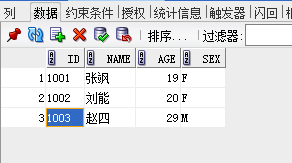 列 数据 约束条件 授权 统计信息 触发器 闪回
排序... 过滤器:
ID NAME AGE SEX
1 1001 张飒 19 F
2 1002 刘能 20 F
3 1003 赵四 29 M